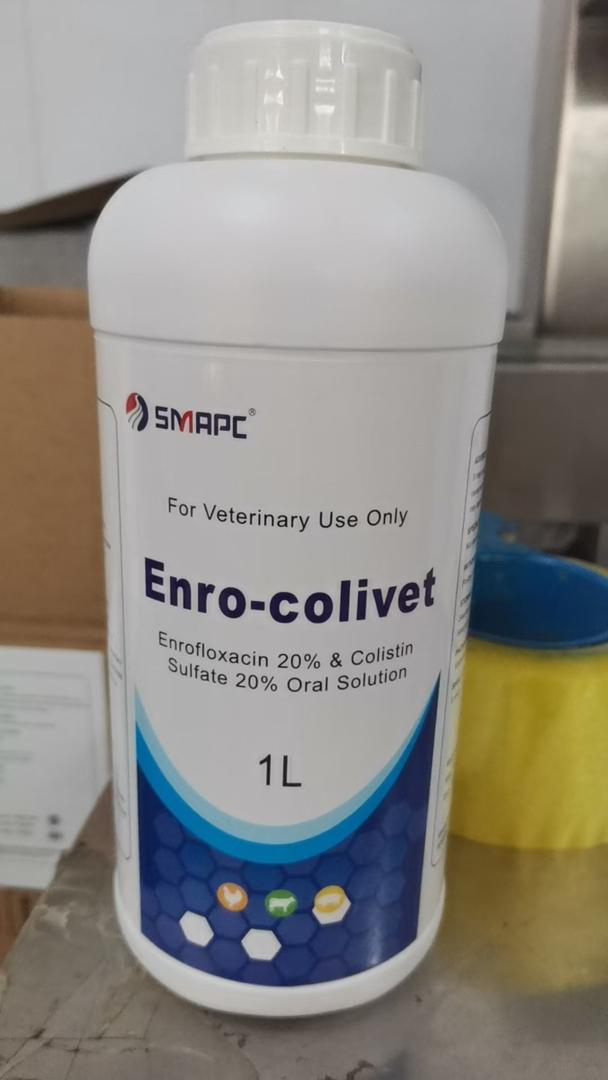 SMAPC®
For Veterinary Use Only
Enro-colivet
Enrofloxacin 20% & Colistin
Sulfate 20% Oral Solution
1L